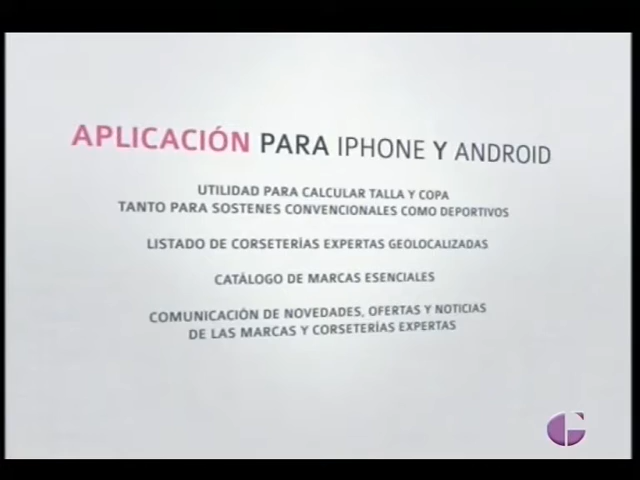 APLICACIÓN PARA IPHONE Y ANDROID
UTILIDAD PARA CALCULAR TALLA Y COPA
TANTO PARA SOSTENES CONVENCIONALES COMO DEPORTIVOS
LISTADO DE CORSETERÍAS EXPERTAS GEOLOCALIZADAS
CATÁLOGO DE MARCAS ESENCIALES
COMUNICACIÓN DE NOVEDADES, OFERTAS Y NOTICIAS
DE LAS MARCAS Y CORSETERÍAS EXPERTAS